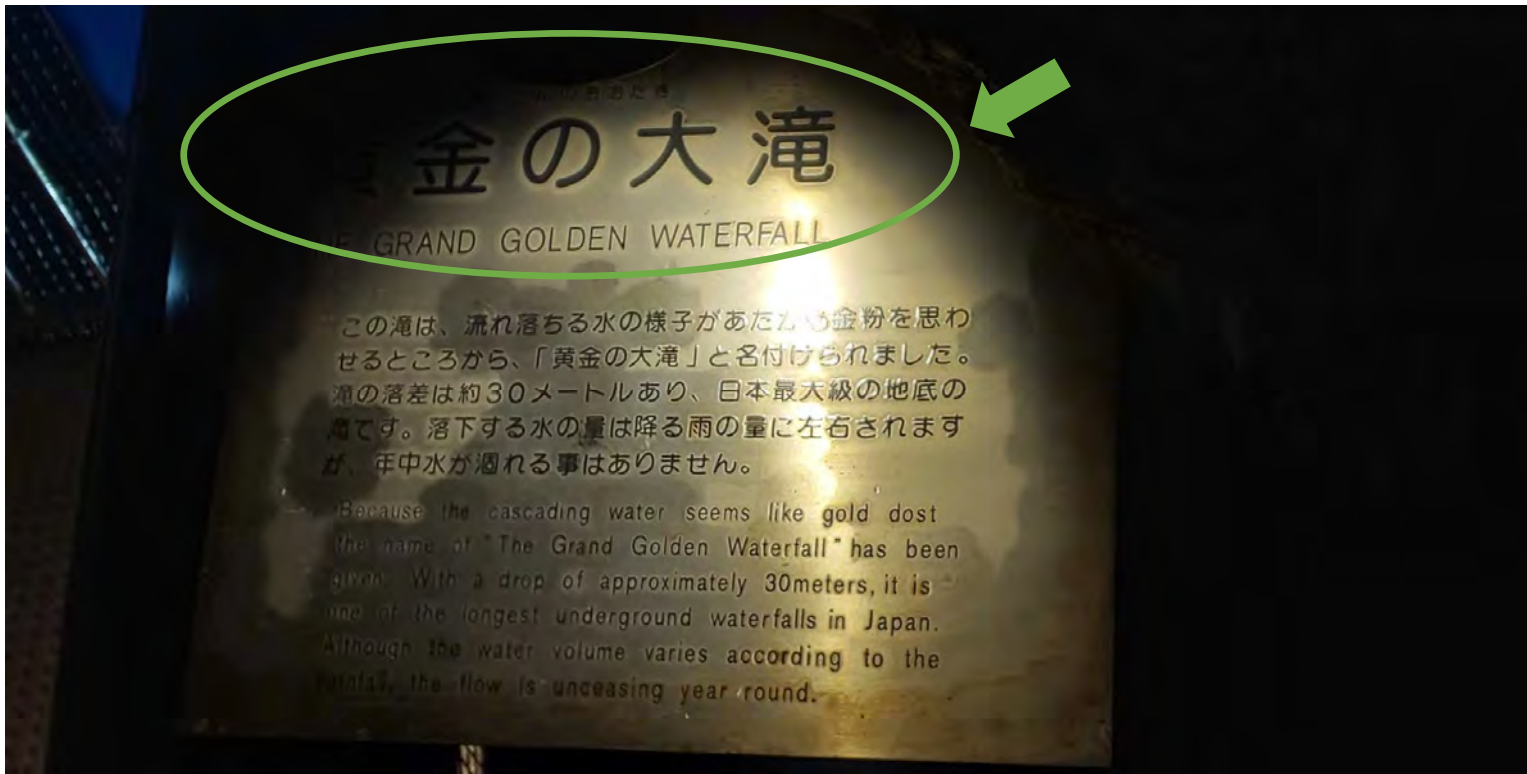 のおおたき
金の大滝
GRAND GOLDEN WATERFALL
この滝は、流れ落ちる水の様子があたかも金粉を思わ
せるところから、「黄金の大滝」と名付けられました。
滝の落差は約30メートルあり、日本最大級の地底の
滝です。落下する水の量は降る雨の量に左右されます
が、年中水が涸れる事はありません。
Because the cascading water seems like gold dost
the name of "The Grand Golden Waterfall" has been
given. With a drop of approximately 30meters, it is
one of the longest underground waterfalls in Japan.
Although the water volume varies according to the
rainfall, the flow is unceasing year round.